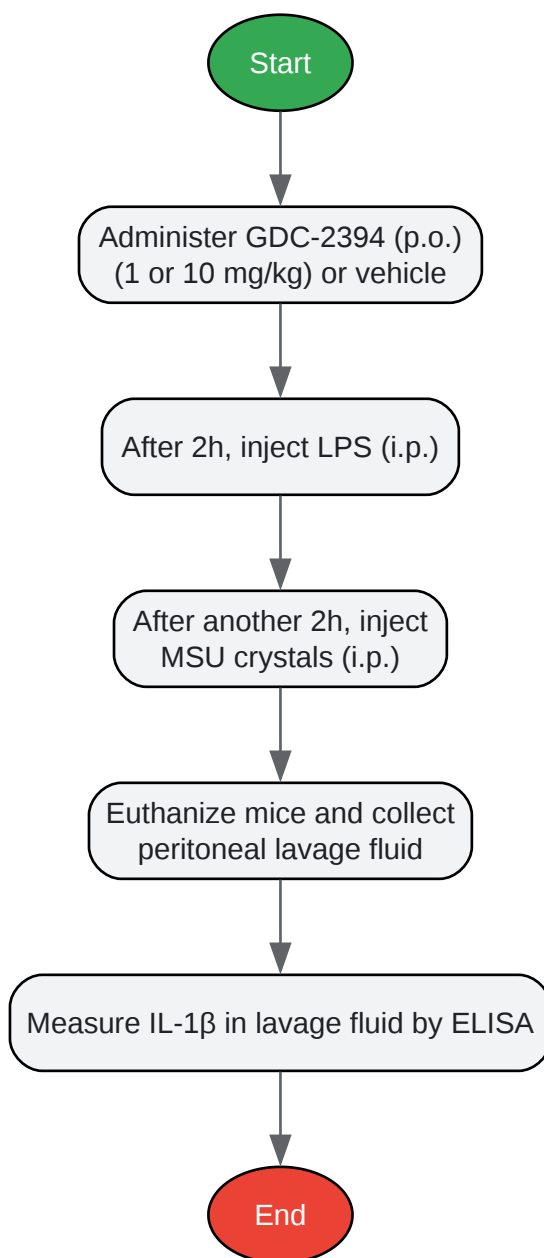 Start
Administer GDC-2394 (p.o.)
(1 or 10 mg/kg) or vehicle
After 2h, inject LPS (i.p.)
After another 2h, inject
MSU crystals (i.p.)
Euthanize mice and collect
peritoneal lavage fluid
Measure IL-1β in lavage fluid by ELISA
End